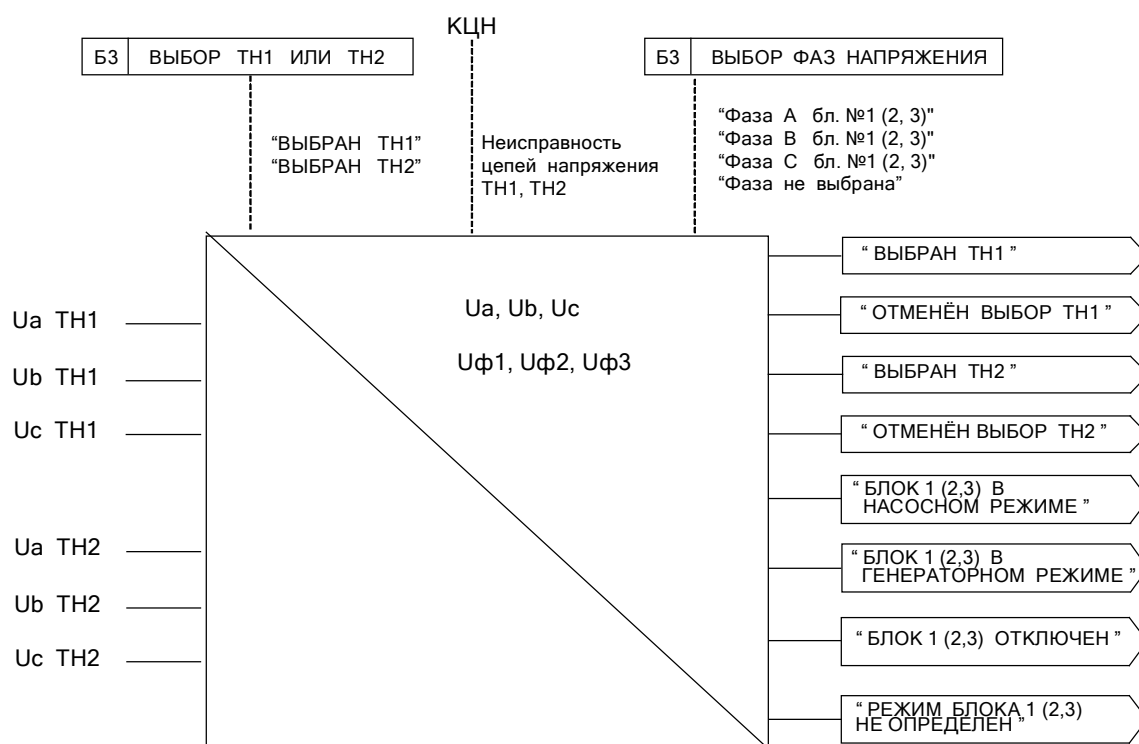 КЦН
Б3 ВЫБОР ТН1 ИЛИ ТН2
Б3 ВЫБОР ФАЗ НАПРЯЖЕНИЯ
“ВЫБРАН ТН1”
“ВЫБРАН ТН2”
Неисправность
цепей напряжения
ТН1, ТН2
“Фаза А бл. №1 (2, 3)"
“Фаза В бл. №1 (2, 3)"
“Фаза С бл. №1 (2, 3)"
“Фаза не выбрана”
Ua ТН1
Ub ТН1
Uc ТН1
Ua ТН2
Ub ТН2
Uc ТН2
Ua, Ub, Uc
Uф1, Uф2, Uф3
“ ВЫБРАН ТН1 ”
“ ОТМЕНЁН ВЫБОР ТН1 ”
“ ВЫБРАН ТН2 ”
“ ОТМЕНЁН ВЫБОР ТН2 ”
“ БЛОК 1 (2,3) В
НАСОСНОМ РЕЖИМЕ ”
“ БЛОК 1 (2,3) В
ГЕНЕРАТОРНОМ РЕЖИМЕ ”
“ БЛОК 1 (2,3) ОТКЛЮЧЕН ”
“ РЕЖИМ БЛОКА 1 (2,3)
НЕ ОПРЕДЕЛЕН ”